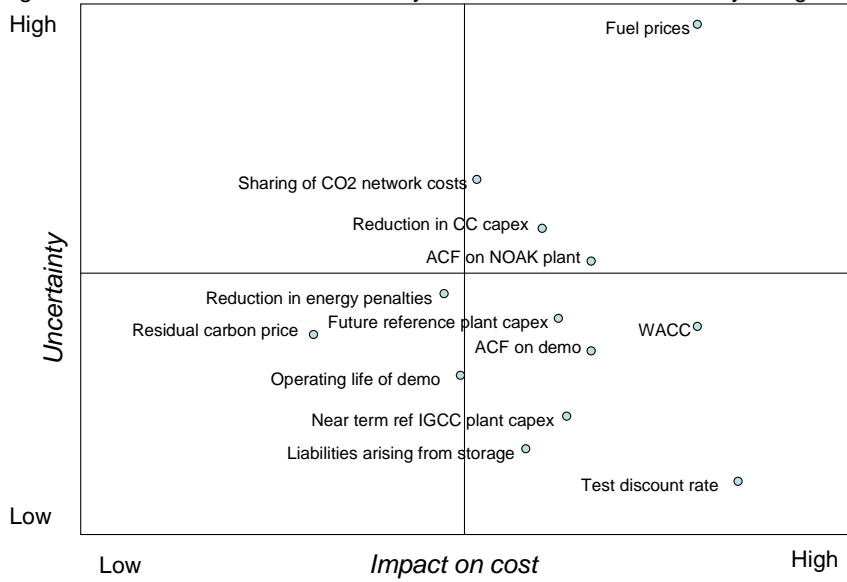 High
Fuel prices
Sharing of CO2 network costs
Reduction in CC capex
ACF on NOAK plant
Uncertainty
Reduction in energy penalties
Future reference plant capex
Residual carbon price
WACC
ACF on demo
Operating life of demo
Near term ref IGCC plant capex
Liabilities arising from storage
Test discount rate
Low
Low
Impact on cost
High